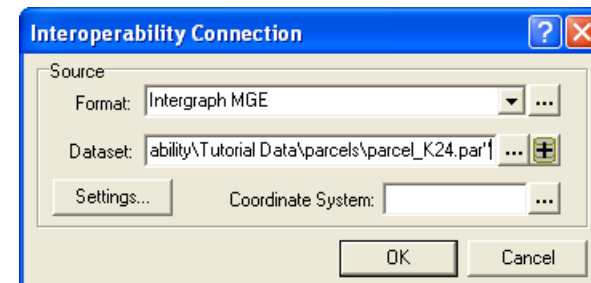 Interoperability Connection
Source
Format: Intergraph MGE ...
Dataset: ability\Tutorial Data\parcels\parcel_K24.par" ...
Settings... Coordinate System: ...
OK Cancel